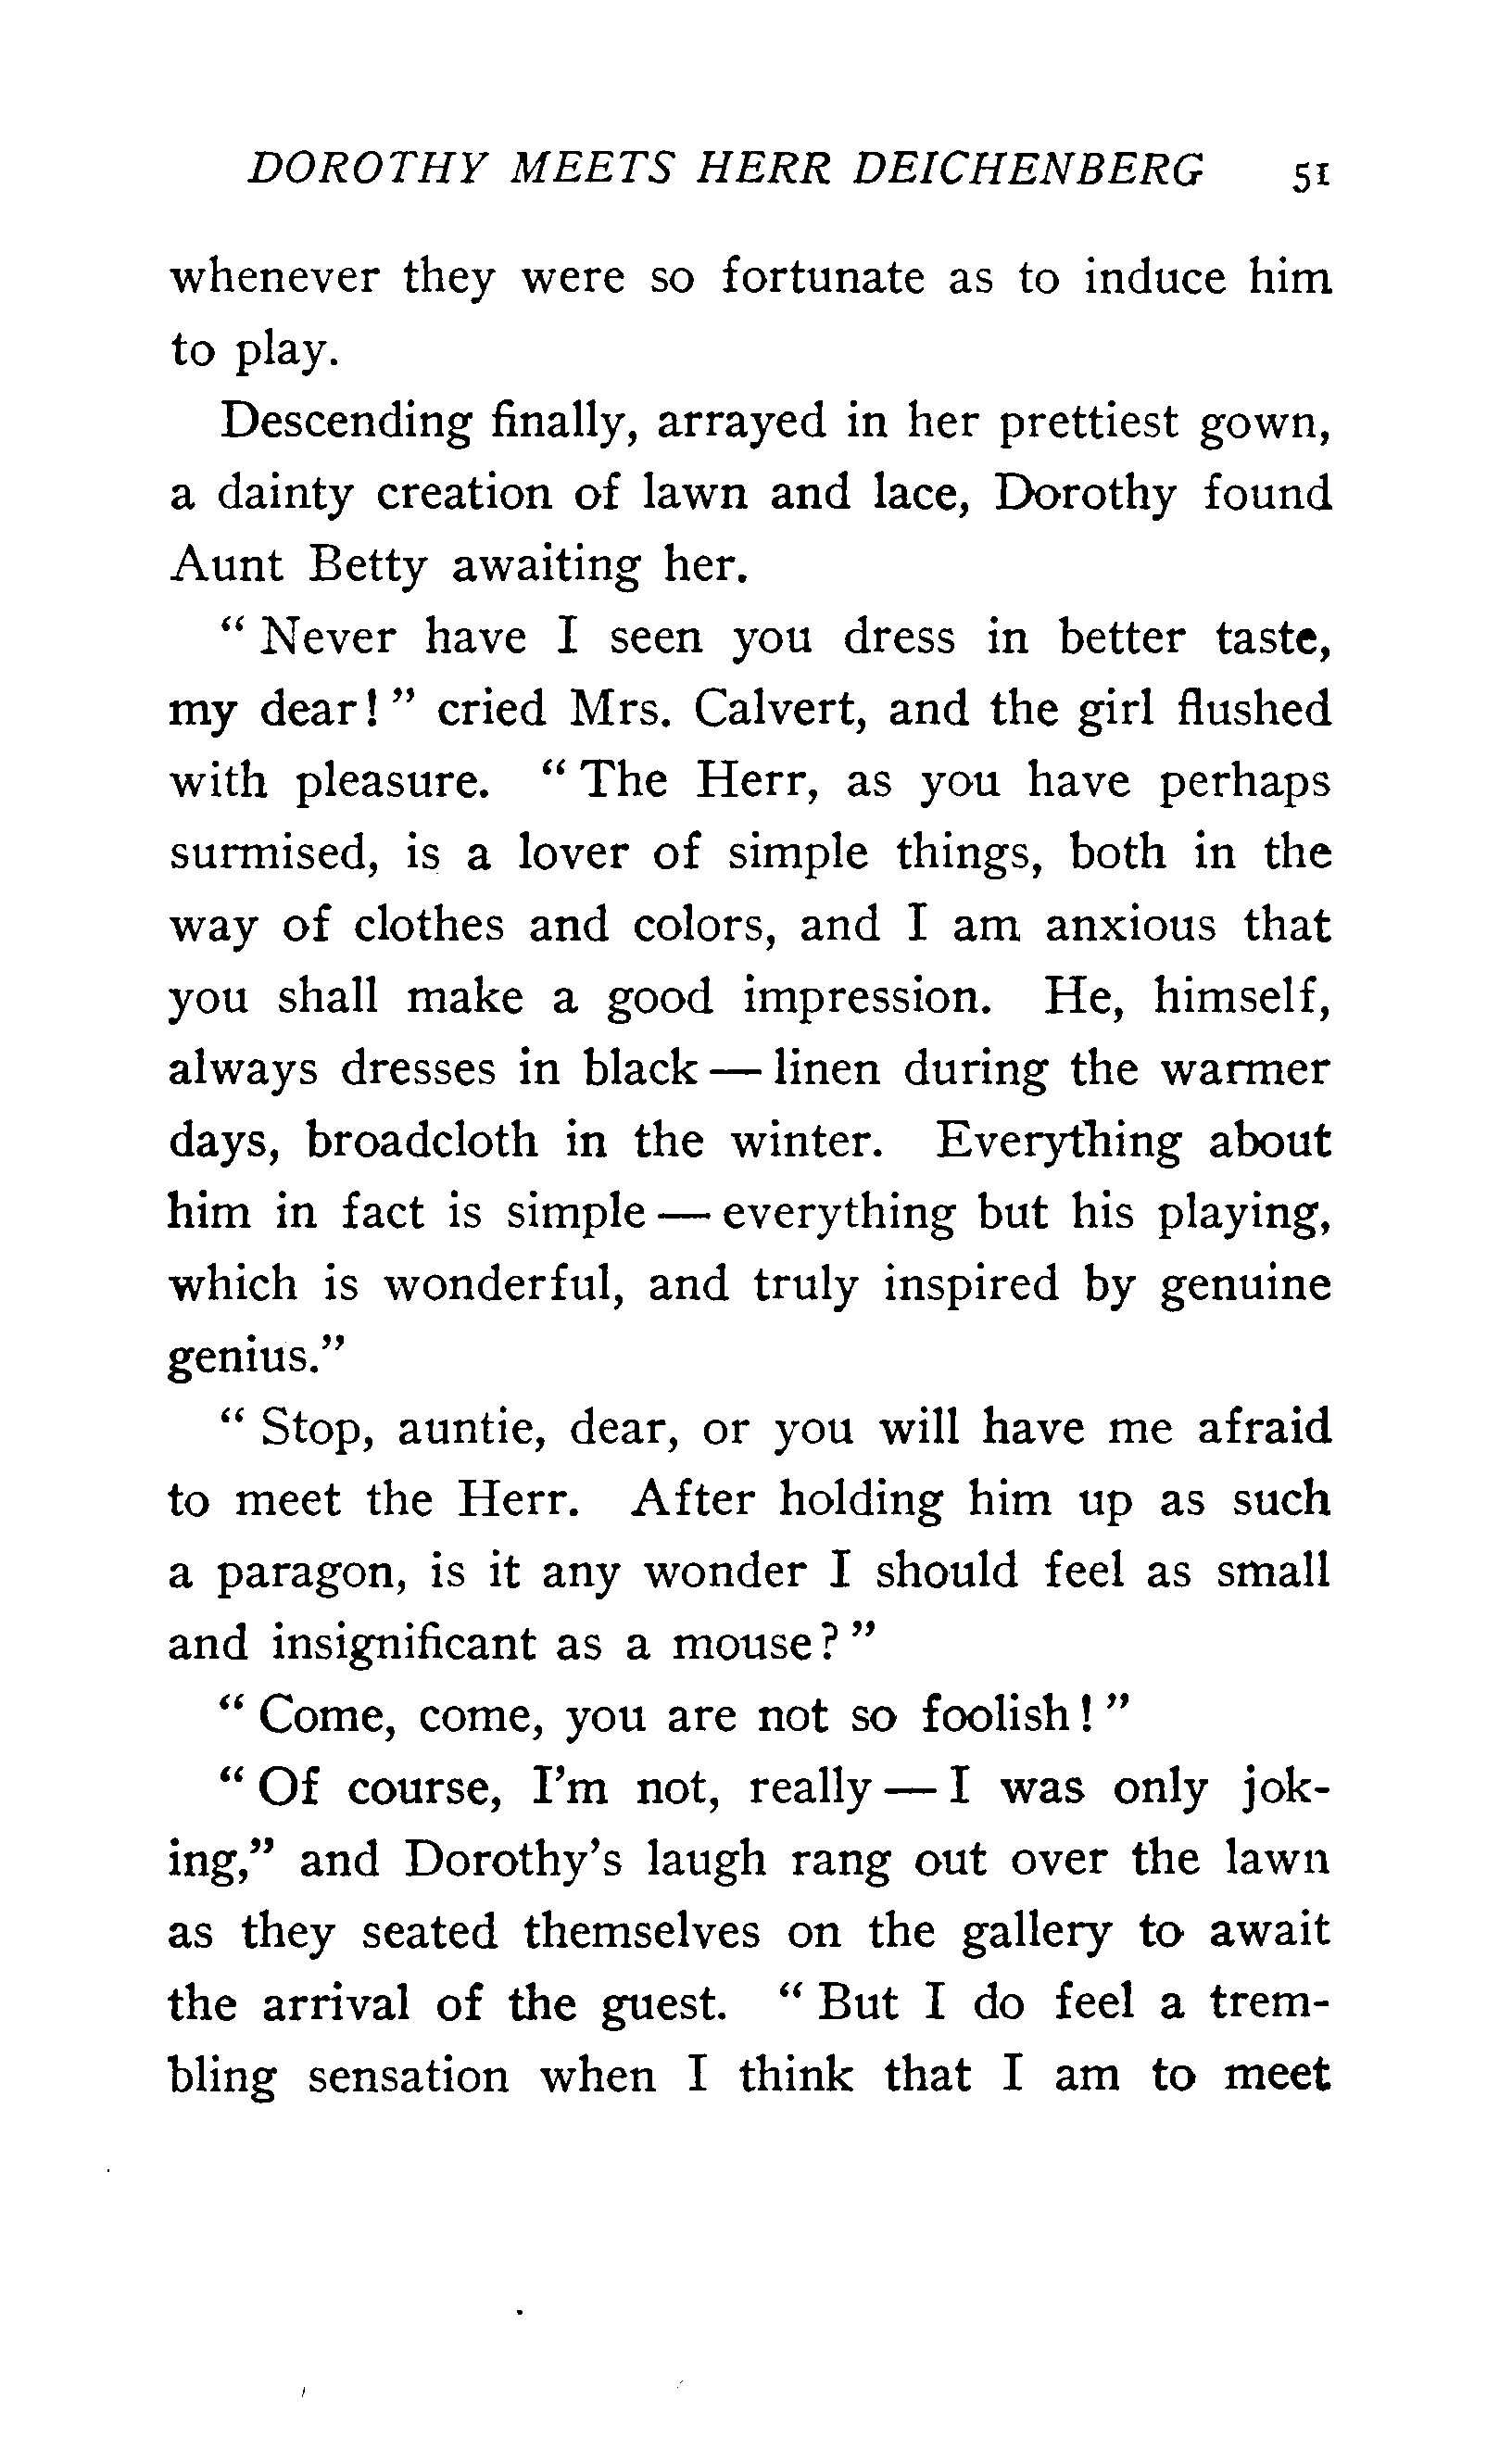 DOROTHY MEETS HERR DEICHENBERG 51
whenever they were so fortunate as to induce him
to play.
Descending finally, arrayed in her prettiest gown,
a dainty creation of lawn and lace, Dorothy found
Aunt Betty awaiting her.
" Never have I seen you dress in better taste,
my dear! " cried Mrs. Calvert, and the girl flushed
with pleasure. " The Herr, as you have perhaps
surmised, is a lover of simple things, both in the
way of clothes and colors, and I am anxious that
you shall make a good impression. He, himself,
always dresses in black — linen during the warmer
days, broadcloth in the winter. Everything about
him in fact is simple — everything but his playing,
which is wonderful, and truly inspired by genuine
genius."
" Stop, auntie, dear, or you will have me afraid
to meet the Herr. After holding him up as such
a paragon, is it any wonder I should feel as small
and insignificant as a mouse? "
" Come, come, you are not so foolish! "
" Of course, I'm not, really — I was only jok-
ing," and Dorothy's laugh rang out over the lawn
as they seated themselves on the gallery to await
the arrival of the guest. " But I do feel a trem-
bling sensation when I think that I am to meet